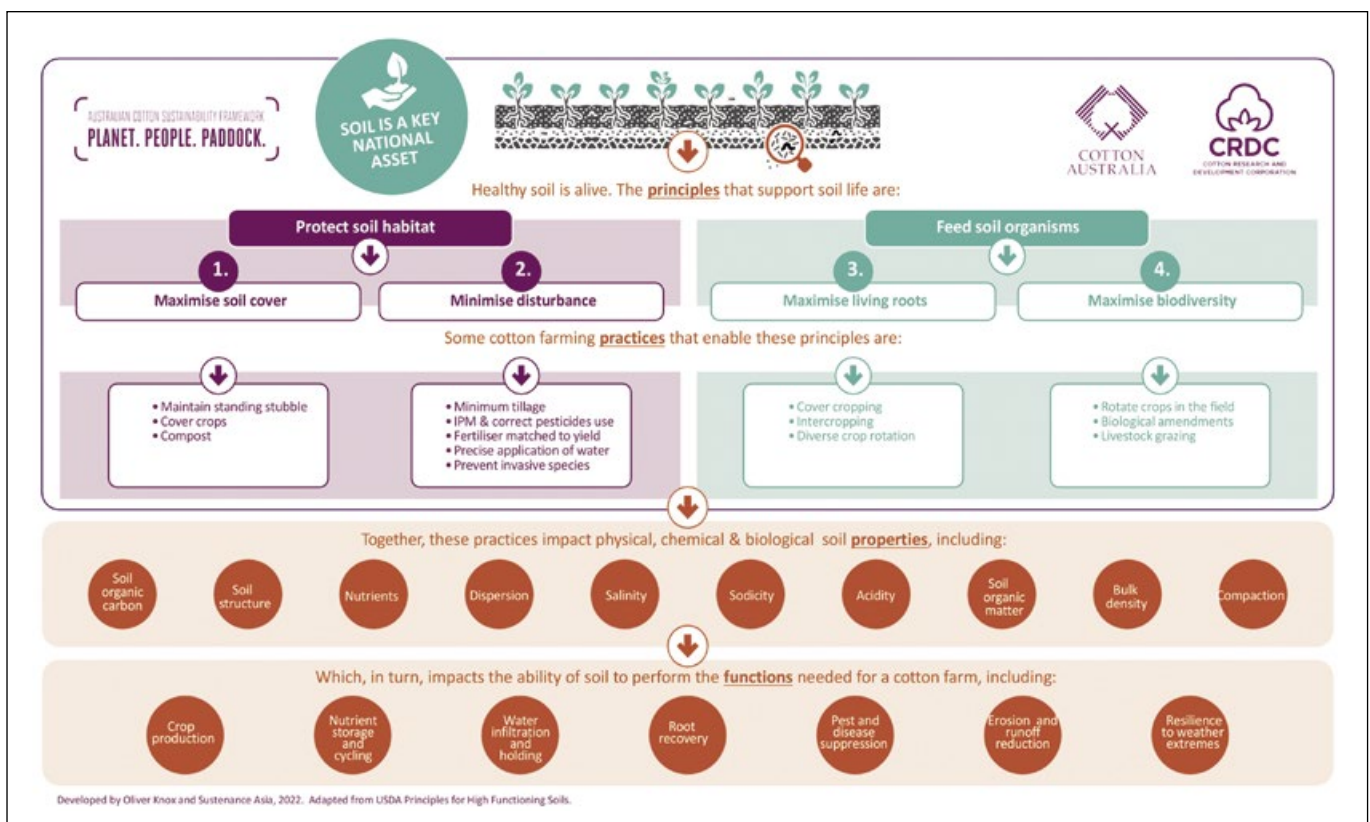 AUSTRALIAN COTTON SUSTAINABILITY FRAMEWORK
PLANET. PEOPLE. PADDOCK.
SOIL IS A KEY
NATIONAL
ASSET
COTTON
AUSTRALIA
CRDC
COTTON RESEARCH AND
DEVELOPMENT CORPORATION
Healthy soil is alive. The principles that support soil life are:
Protect soil habitat
Feed soil organisms
1.
Maximise soil cover
2.
Minimise disturbance
3.
Maximise living roots
4.
Maximise biodiversity
Some cotton farming practices that enable these principles are:
• Maintain standing stubble
• Cover crops
• Compost
• Minimum tillage
• IPM & correct pesticides use
• Fertiliser matched to yield
• Precise application of water
• Prevent invasive species
• Cover cropping
• Intercropping
• Diverse crop rotation
• Rotate crops in the field
• Biological amendments
• Livestock grazing
Together, these practices impact physical, chemical & biological soil properties, including:
Soil
organic
carbon
Soil
structure
Nutrients
Dispersion
Salinity
Sodicity
Acidity
Soil
organic
matter
Bulk
density
Compaction
Which, in turn, impacts the ability of soil to perform the functions needed for a cotton farm, including:
Crop
production
Nutrient
storage
and
cycling
Water
infiltration
and
holding
Root
recovery
Pest and
disease
suppression
Erosion and
runoff
reduction
Resilience
to weather
extremes
Developed by Oliver Knox and Sustenance Asia, 2022. Adapted from USDA Principles for High Functioning Soils.